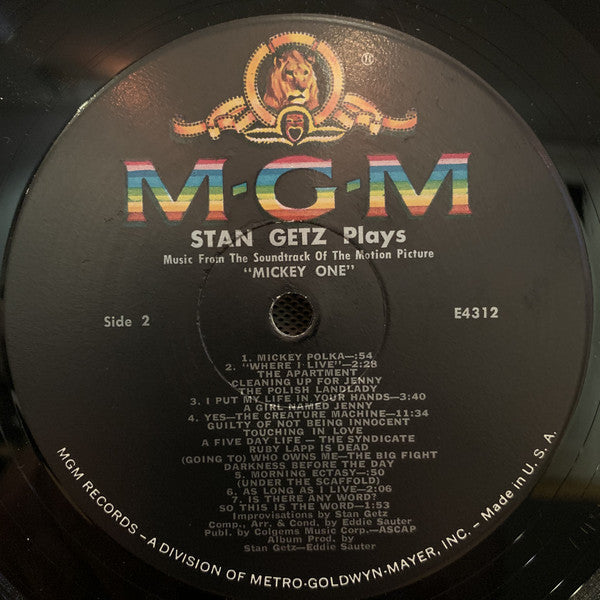 ®
M·G·M
STAN GETZ Plays
Music From The Soundtrack Of The Motion Picture
"MICKEY ONE"
Side 2
E4312
1. MICKEY POLKA—:54
2. "WHERE I LIVE"—2:28
THE APARTMENT
CLEANING UP FOR JENNY
THE POLISH LANDLADY
3. I PUT MY LIFE IN YOUR HANDS—3:40
A GIRL NAMED JENNY
4. YES—THE CREATURE MACHINE—11:34
GUILTY OF NOT BEING INNOCENT
TOUCHING IN LOVE
A FIVE DAY LIFE — THE SYNDICATE
RUBY LAPP IS DEAD
(GOING TO) WHO OWNS ME—THE BIG FIGHT
DARKNESS BEFORE THE DAY
5. MORNING ECTASY—:50
(UNDER THE SCAFFOLD)
6. AS LONG AS I LIVE—2:06
7. IS THERE ANY WORD?
SO THIS IS THE WORD—1:53
Improvisations by Stan Getz
Comp., Arr. & Cond. by Eddie Sauter
Publ. by Colgems Music Corp.—ASCAP
Album Prod. by
Stan Getz—Eddie Sauter
MGM RECORDS – A DIVISION OF METRO-GOLDWYN-MAYER, INC. – Made in U. S. A.